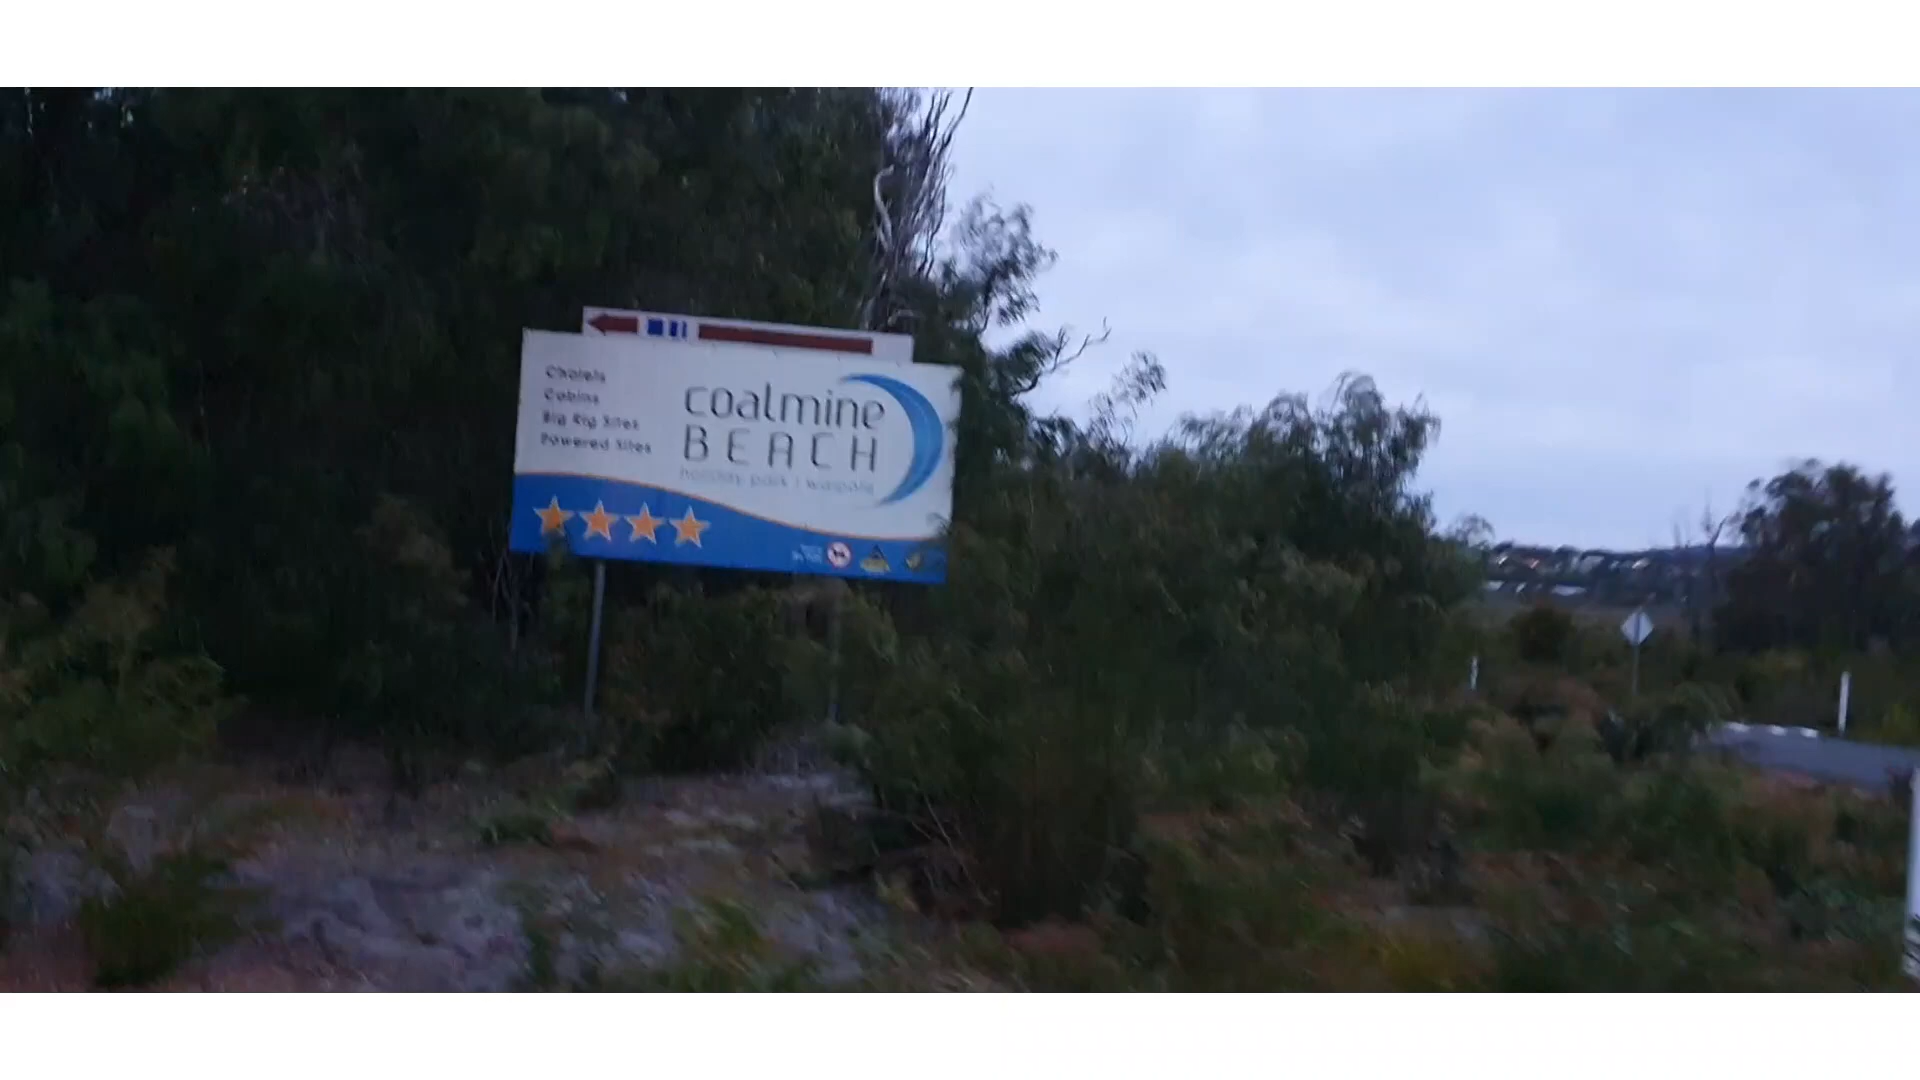 Chalets
Cabins
Big Rig Sites
Powered Sites
coalmine
BEACH
holiday park | walpole